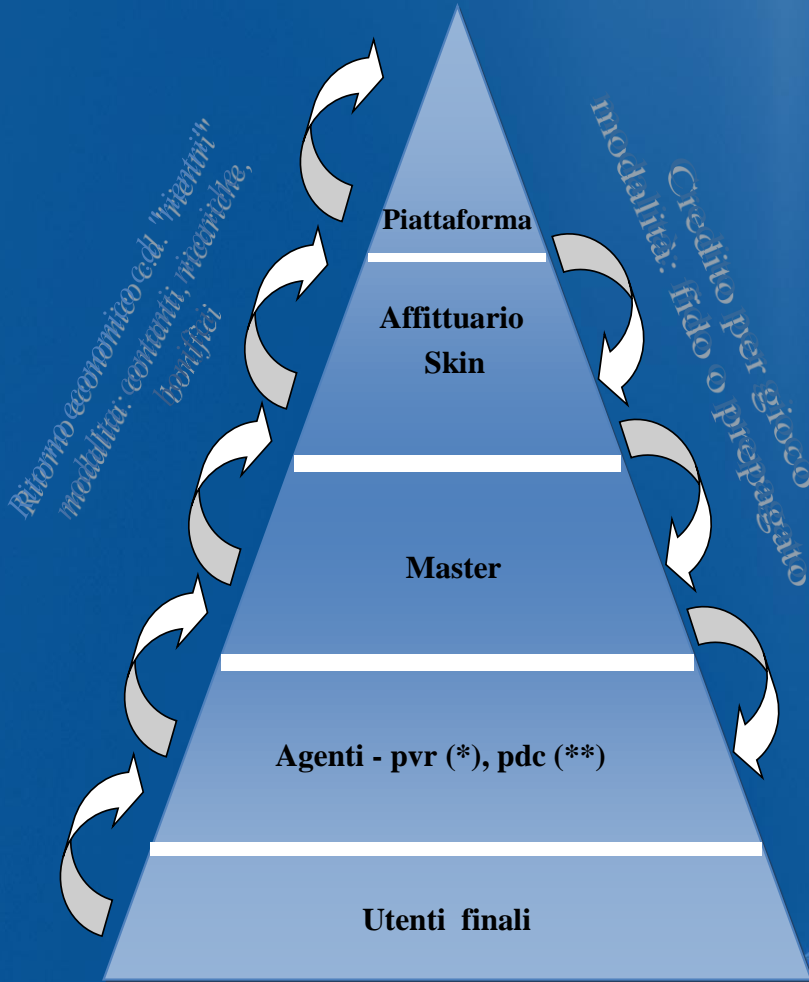 Ritorno economico c.d. "rientri"
modalità: contanti, ricariche,
bonifici
Credito per gioco
modalità: fido o prepagato
Piattaforma
Affittuario
Skin
Master
Agenti - pvr (*), pdc (**)
Utenti finali